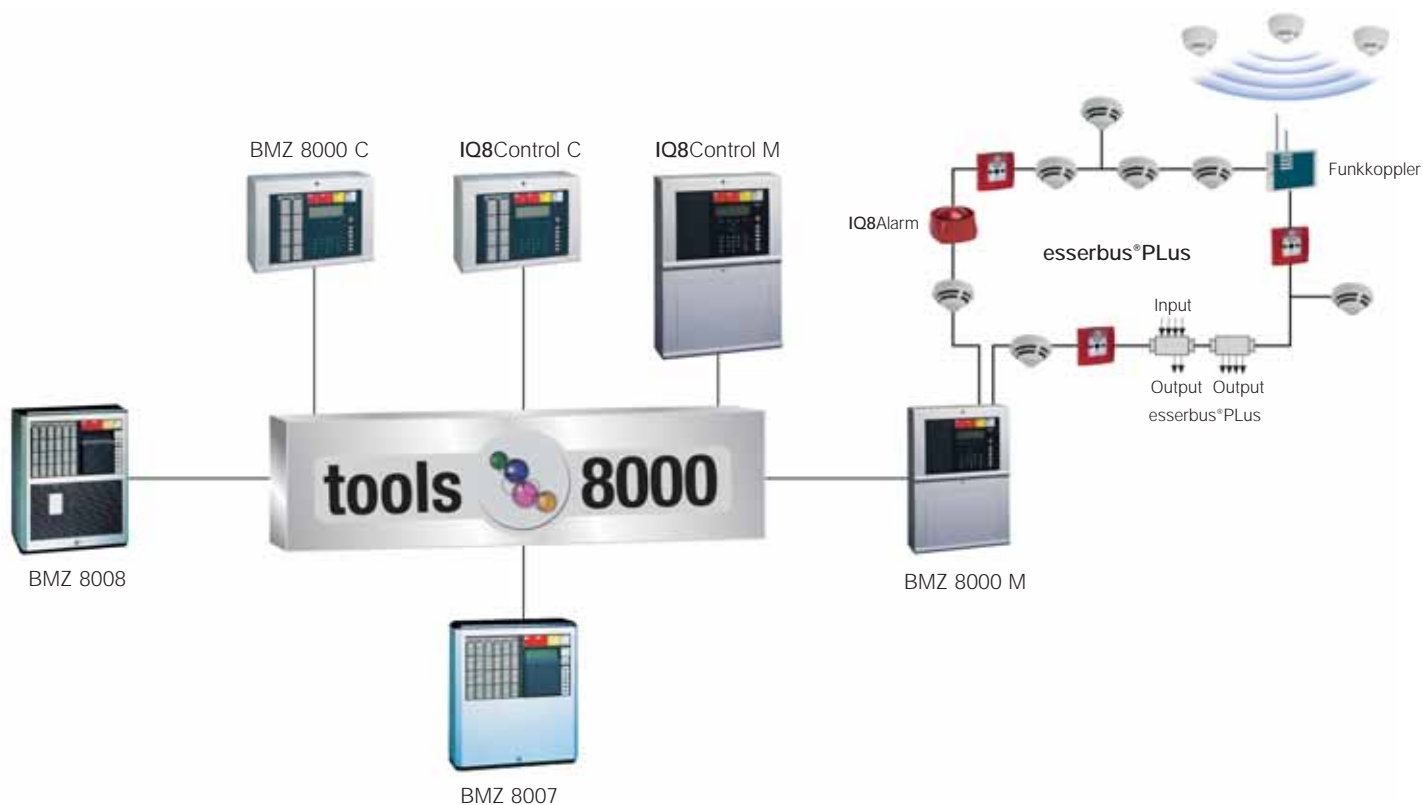 BMZ 8000 C
IQ8Control C
IQ8Control M
Funkkoppler
IQ8Alarm
esserbus®PLus
Input
Output
Output
esserbus®PLus
tools 8000
BMZ 8008
BMZ 8000 M
BMZ 8007